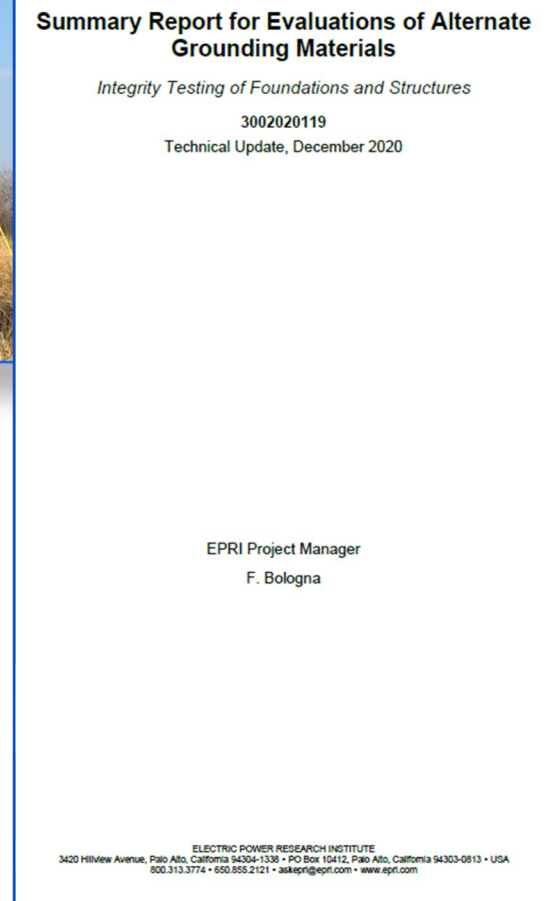 Summary Report for Evaluations of Alternate
Grounding Materials
Integrity Testing of Foundations and Structures
3002020119
Technical Update, December 2020
EPRI Project Manager
F. Bologna
ELECTRIC POWER RESEARCH INSTITUTE
3420 Hillview Avenue, Palo Alto, California 94304-1338 • PO Box 10412, Palo Alto, California 94303-0813 • USA
800.313.3774 • 650.855.2121 • askepri@epri.com • www.epri.com